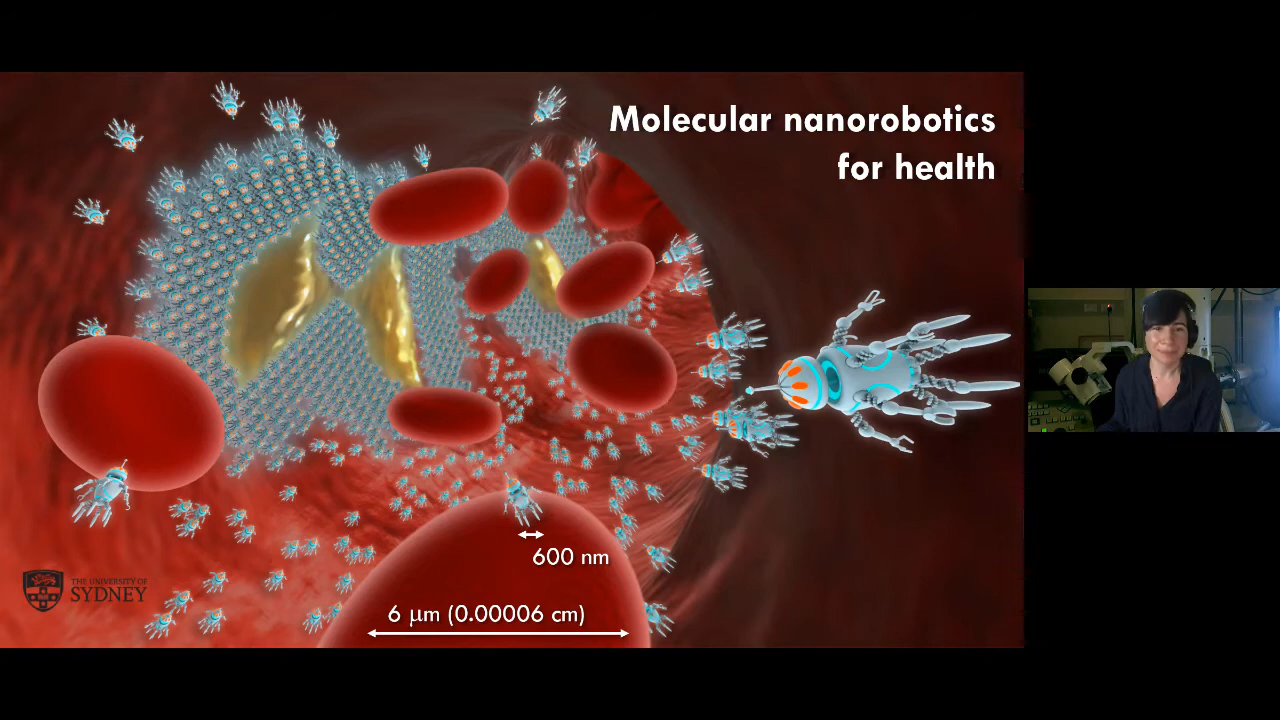 Molecular nanorobotics
for health
600 nm
6 μm (0.00006 cm)
THE UNIVERSITY OF
SYDNEY